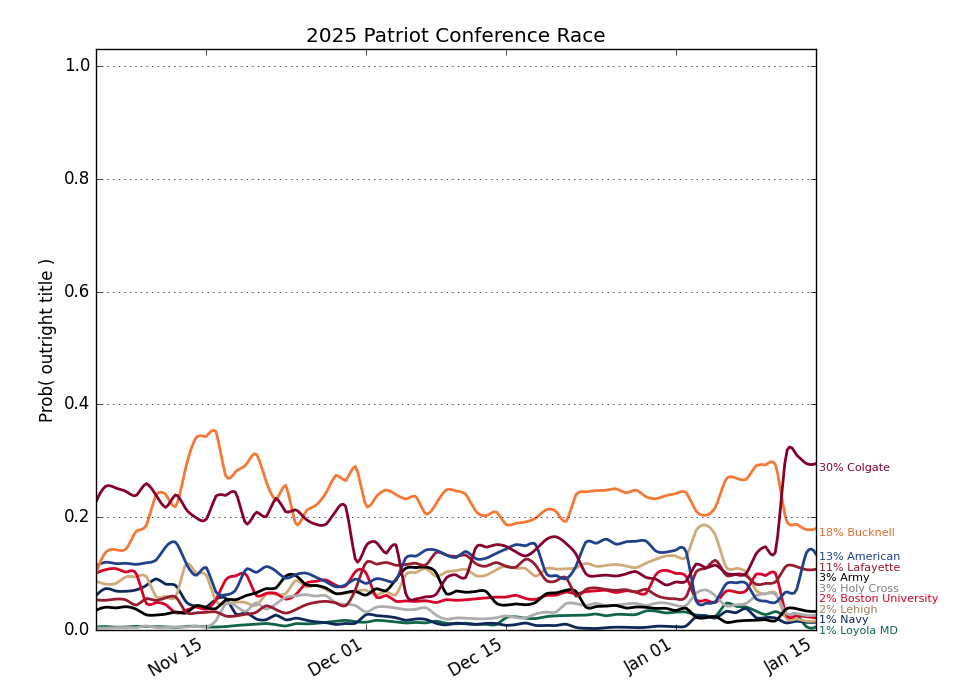 2025 Patriot Conference Race
Prob( outright title )
1.0
0.8
0.6
0.4
0.2
0.0
Nov 15
Dec 01
Dec 15
Jan 01
Jan 15
30% Colgate
18% Bucknell
13% American
11% Lafayette
3% Army
3% Holy Cross
2% Boston University
2% Lehigh
1% Navy
1% Loyola MD